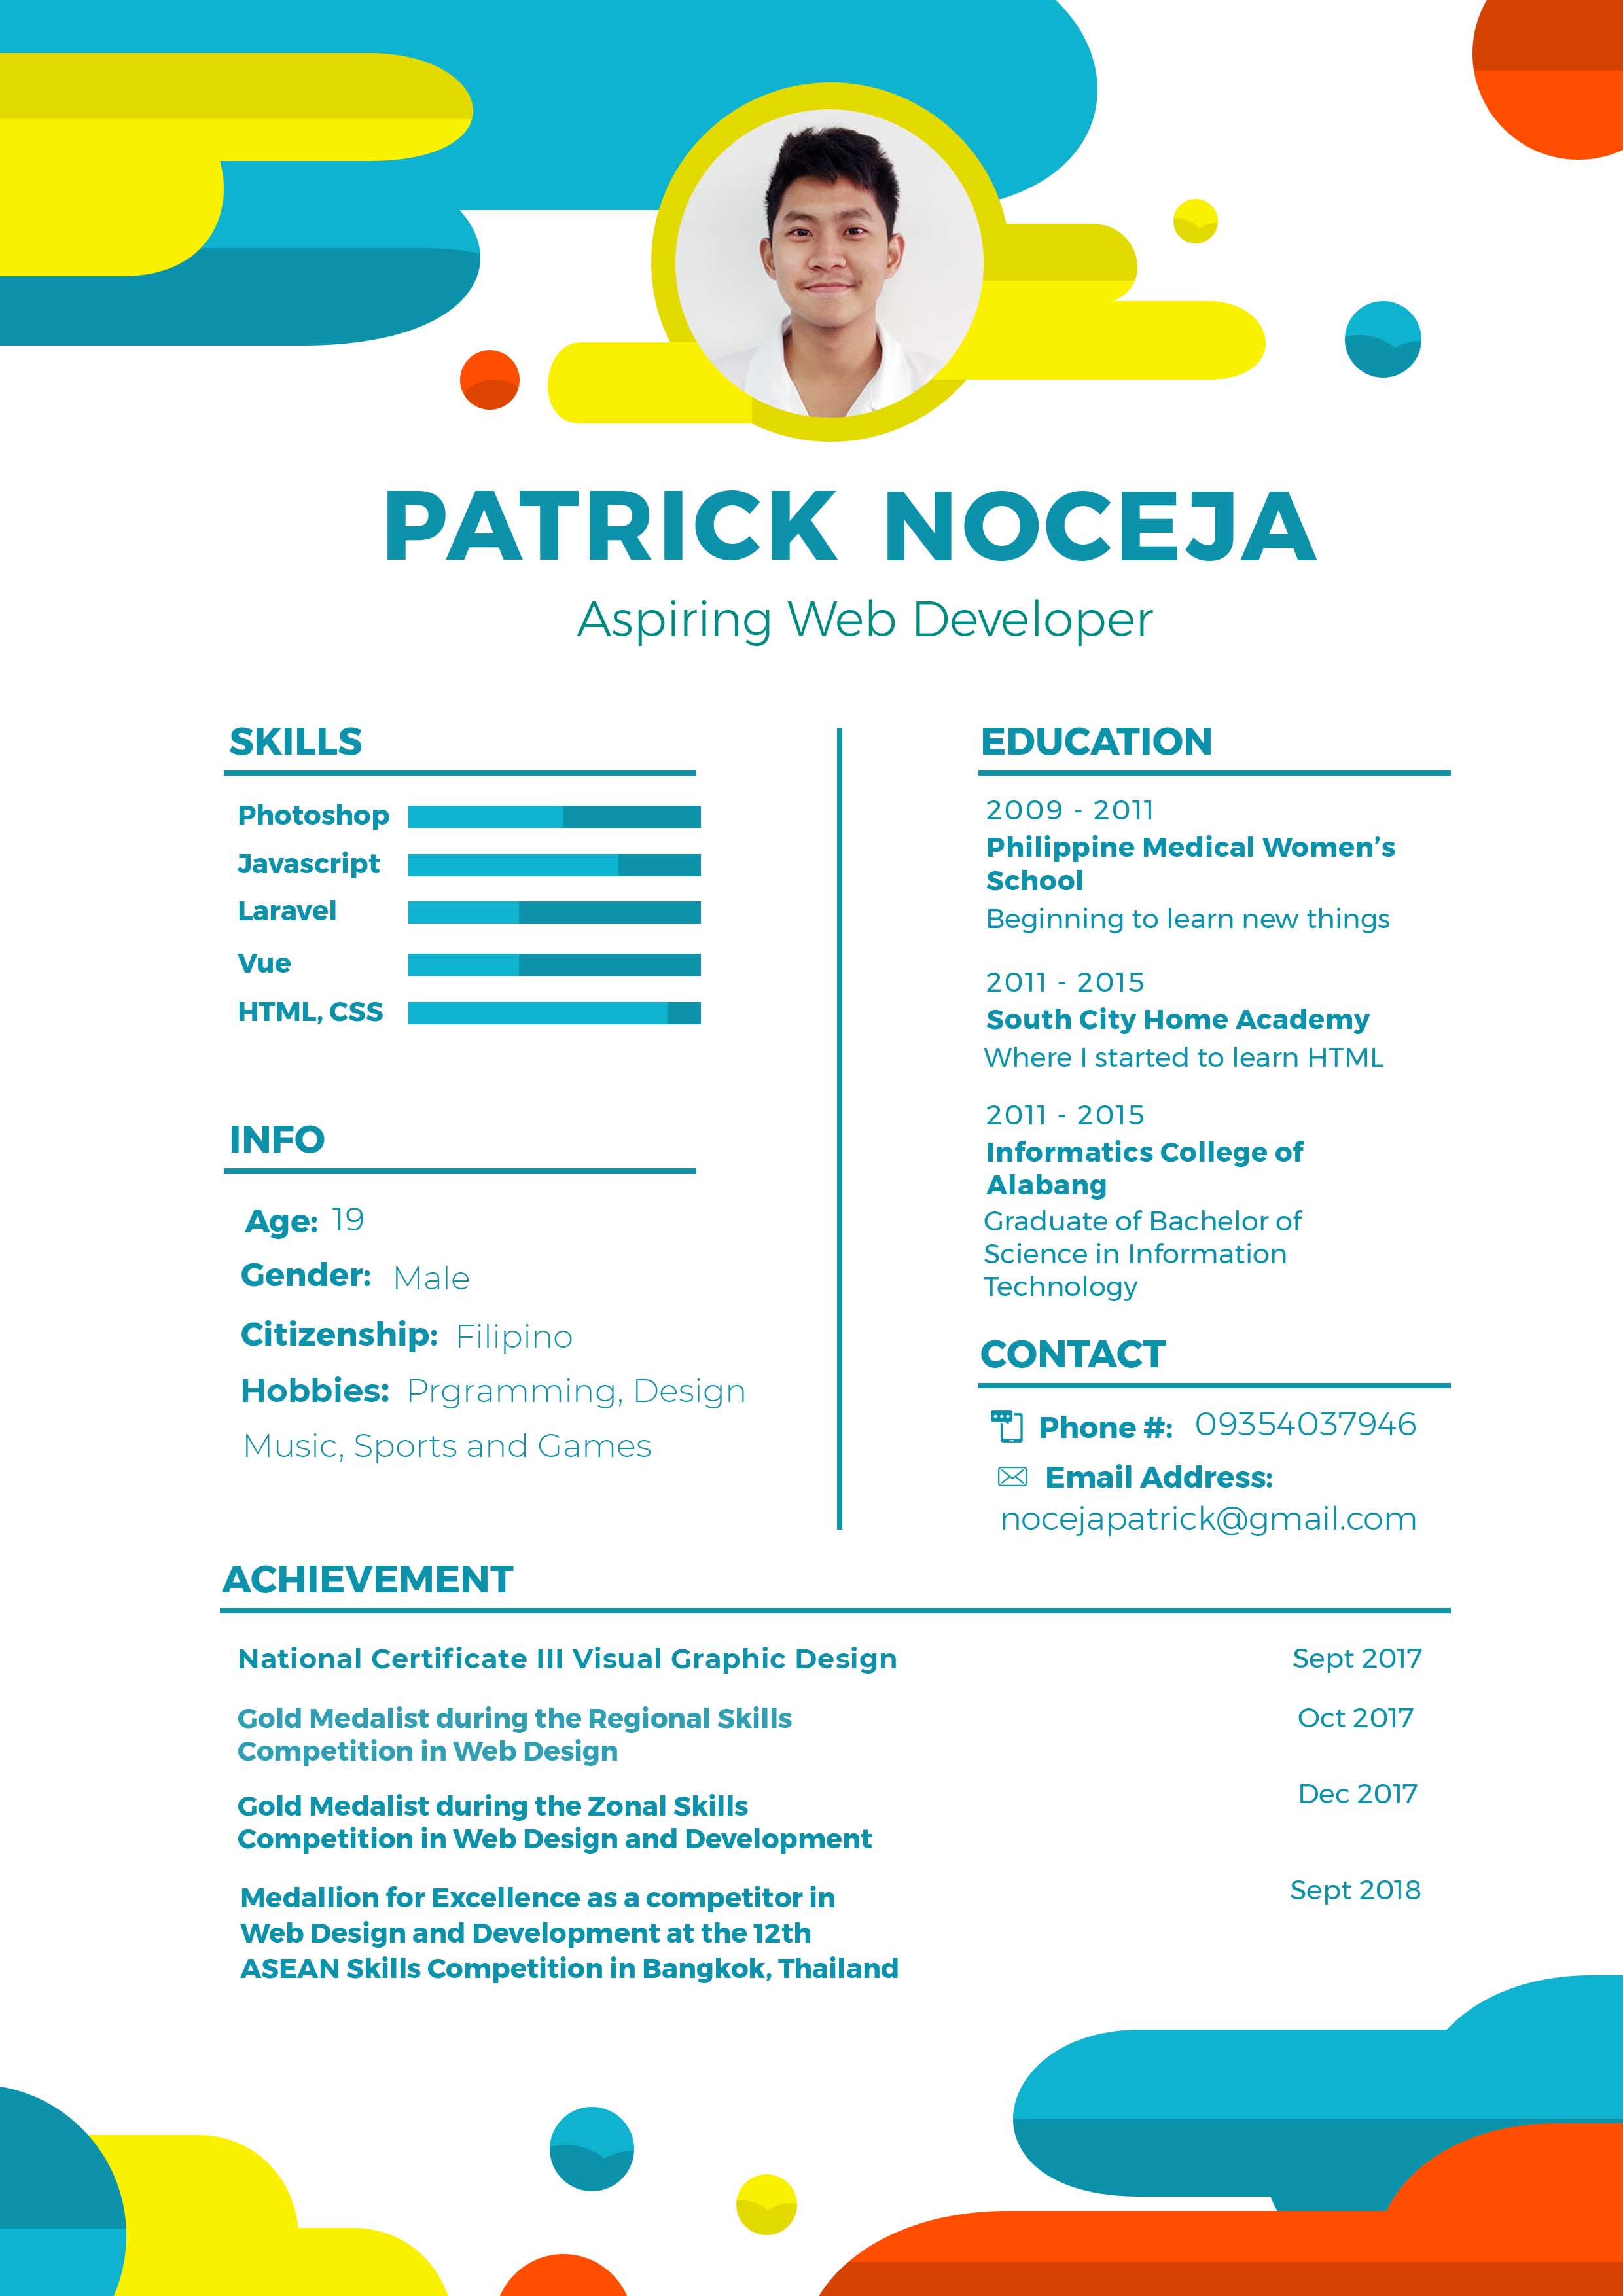 PATRICK NOCEJA
Aspiring Web Developer
SKILLS
Photoshop
Javascript
Laravel
Vue
HTML, CSS
INFO
Age: 19
Gender: Male
Citizenship: Filipino
Hobbies: Prgramming, Design
Music, Sports and Games
EDUCATION
2009 - 2011
Philippine Medical Women's
School
Beginning to learn new things
2011 - 2015
South City Home Academy
Where I started to learn HTML
2011 - 2015
Informatics College of
Alabang
Graduate of Bachelor of
Science in Information
Technology
CONTACT
Phone #: 09354037946
Email Address:
nocejapatrick@gmail.com
ACHIEVEMENT
National Certificate III Visual Graphic Design Sept 2017
Gold Medalist during the Regional Skills Oct 2017
Competition in Web Design
Gold Medalist during the Zonal Skills Dec 2017
Competition in Web Design and Development
Medallion for Excellence as a competitor in Sept 2018
Web Design and Development at the 12th
ASEAN Skills Competition in Bangkok, Thailand